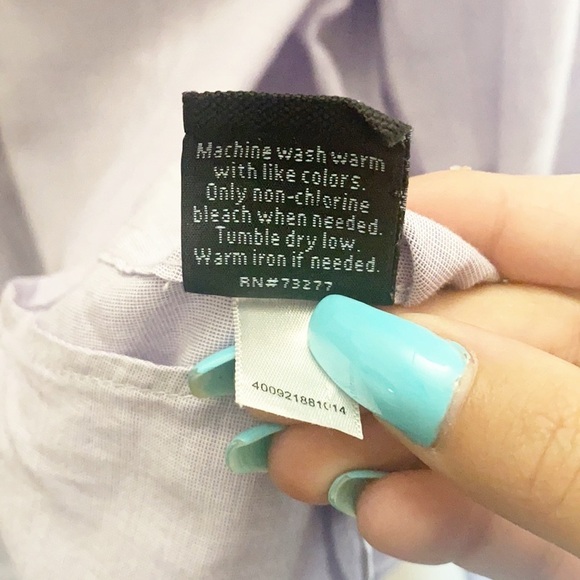 Machine wash warm
with like colors.
Only non-chlorine
bleach when needed.
Tumble dry low.
Warm iron if needed.
RN#73277
400921881014